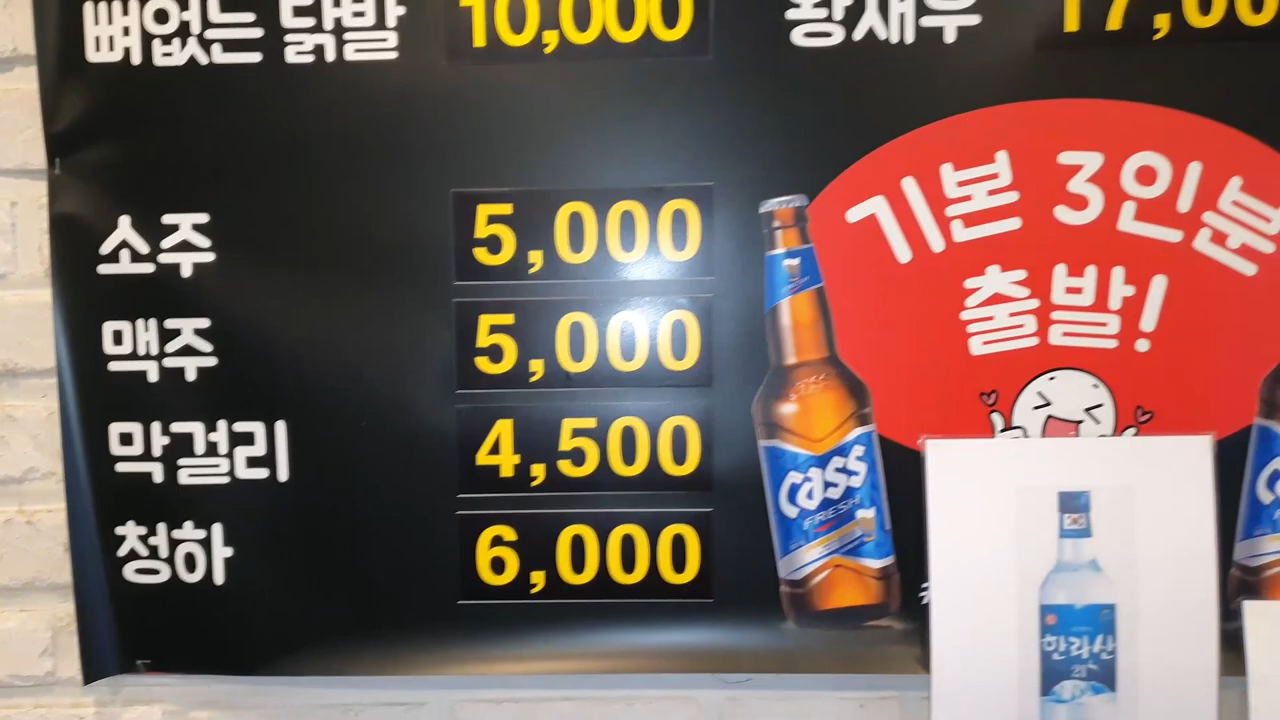 뼈없는 닭발 10,000
왕새우 17,00
소주 5,000
맥주 5,000
막걸리 4,500
청하 6,000
기본 3인분
출발!
Cass
FRESH
한라산
21